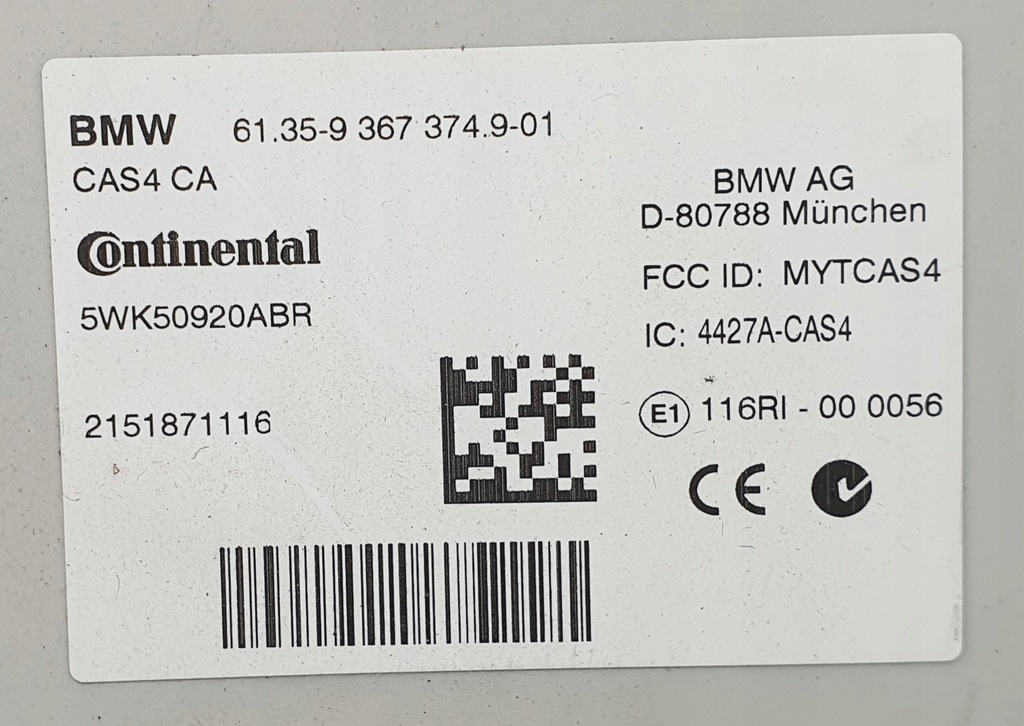 BMW 61.35-9 367 374.9-01
CAS4 CA
Continental
5WK50920ABR
2151871116
BMW AG
D-80788 München
FCC ID: MYTCAS4
IC: 4427A-CAS4
E1 116RI - 00 0056
CE